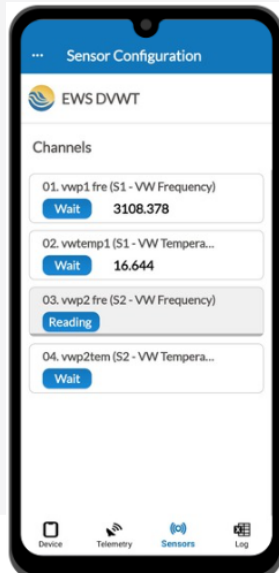 ... Sensor Configuration
EWS DVWT
Channels
01. vwp1 fre (S1 - VW Frequency)
Wait 3108.378
02. vwtemp1 (S1 - VW Tempera...
Wait 16.644
03. vwp2 fre (S2 - VW Frequency)
Reading
04. vwp2tem (S2 - VW Tempera...
Wait
Device Telemetry Sensors Log